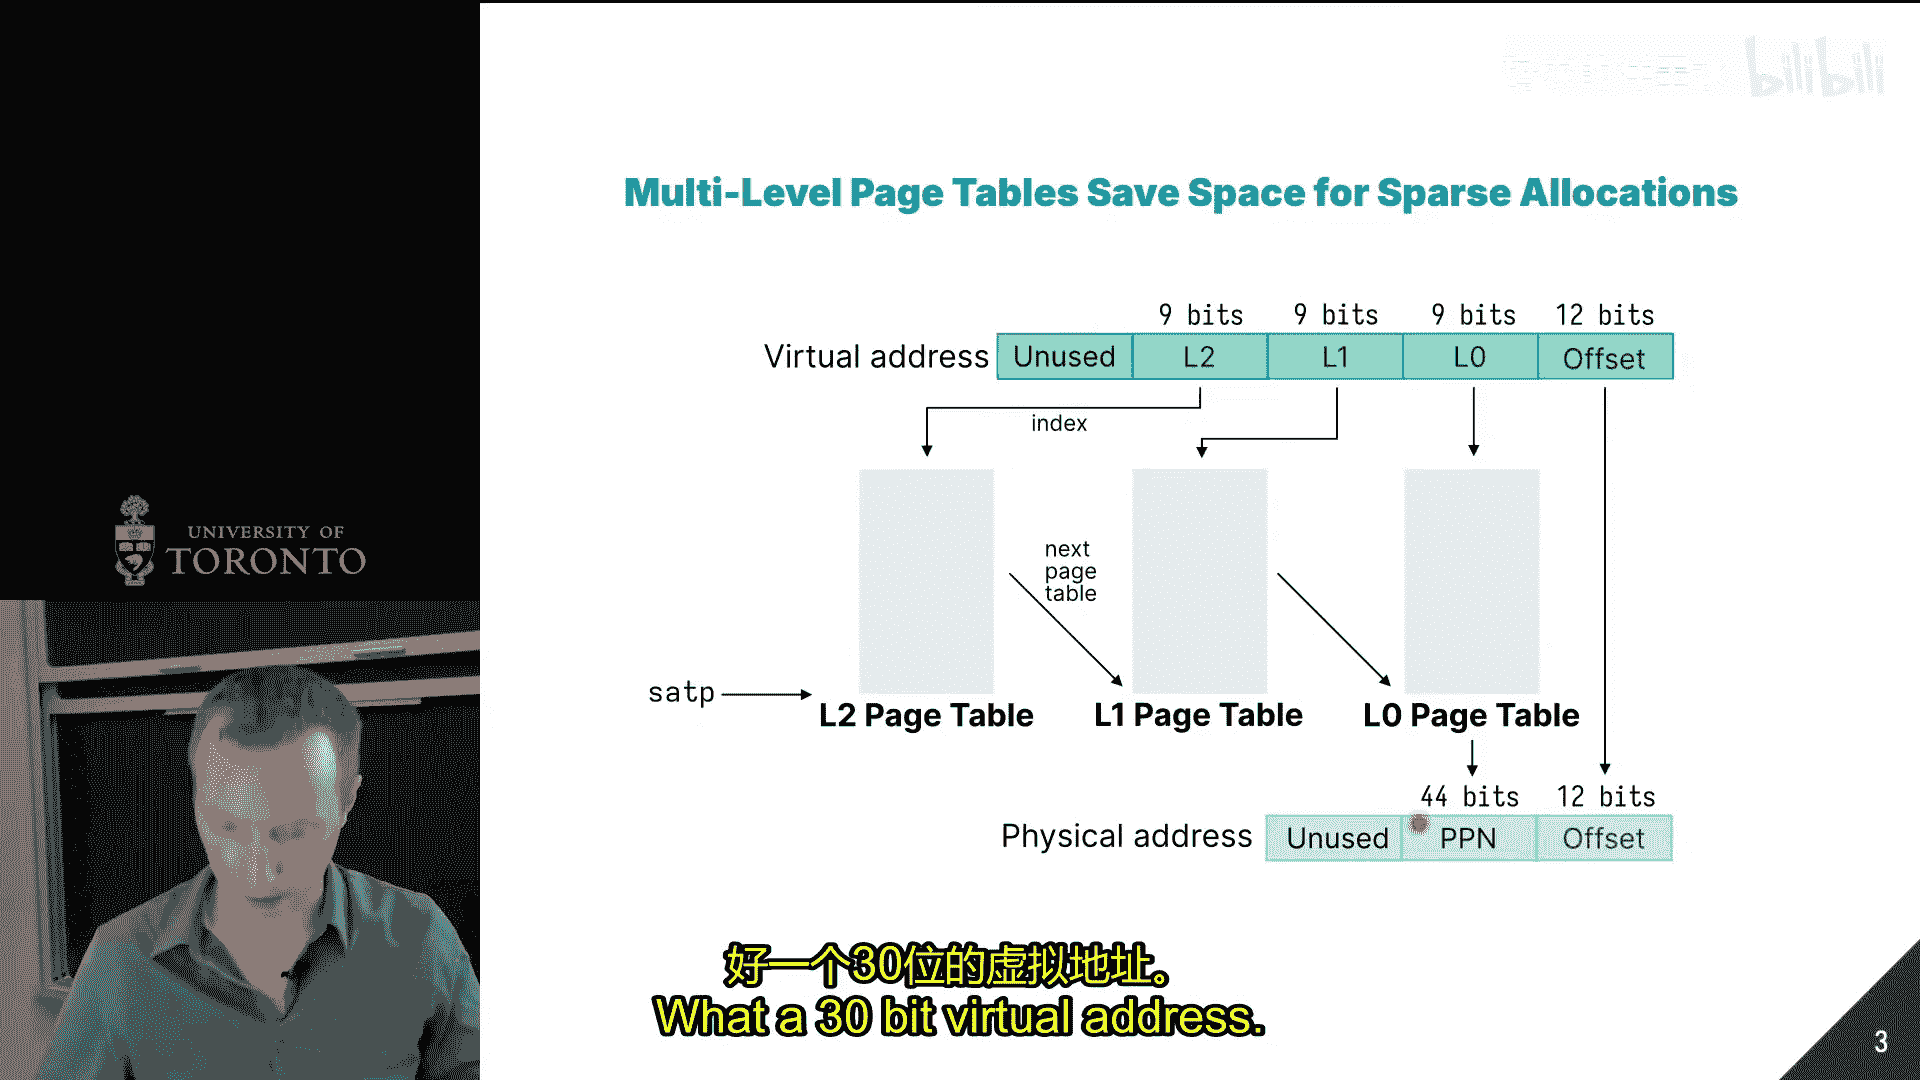 bilibili
Multi-Level Page Tables Save Space for Sparse Allocations
9 bits 9 bits 9 bits 12 bits
Virtual address Unused L2 L1 L0 Offset
index
UNIVERSITY OF
TORONTO
next
page
table
satp
L2 Page Table L1 Page Table L0 Page Table
44 bits 12 bits
Physical address Unused PPN Offset
好一个30位的虚拟地址。
What a 30 bit virtual address.
3